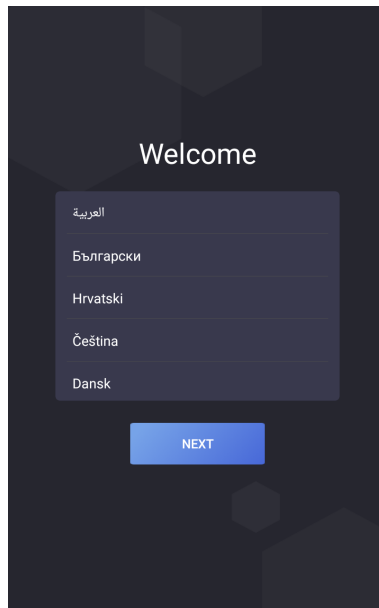 Welcome
العربية
Български
Hrvatski
Čeština
Dansk
NEXT